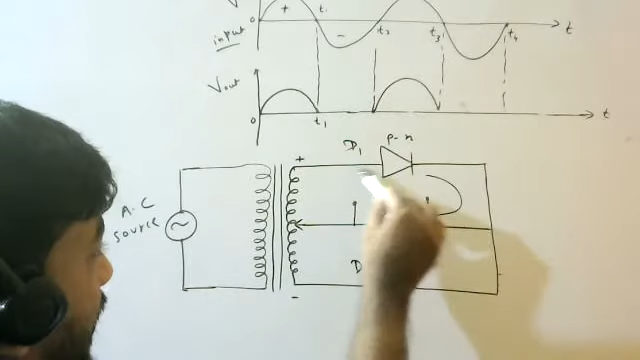 + t₁
0 t
input - t₂ t₃ t₄
Vout
0 t₁ t
D₁ p-n
+
A.C
source
~
D
-